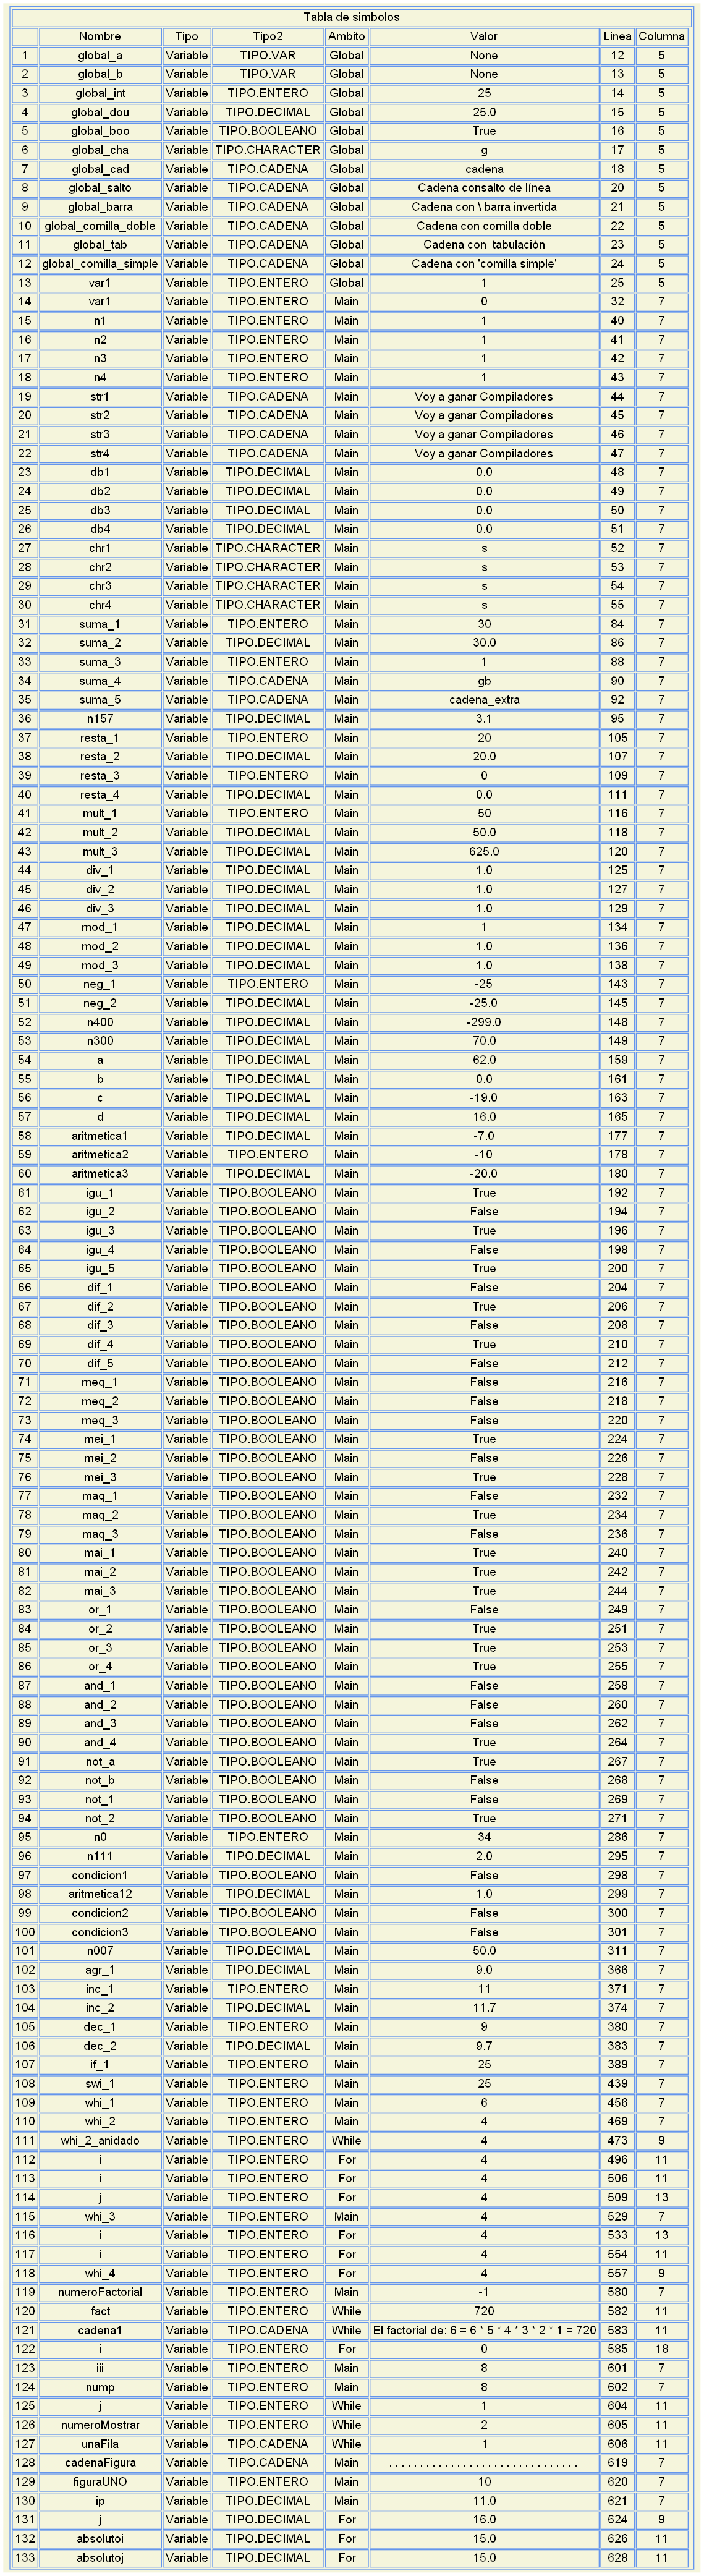 Tabla de simbolos
Nombre Tipo Tipo2 Ambito Valor Linea Columna
1 global_a Variable TIPO.VAR Global None 12 5
2 global_b Variable TIPO.VAR Global None 13 5
3 global_int Variable TIPO.ENTERO Global 25 14 5
4 global_dou Variable TIPO.DECIMAL Global 25.0 15 5
5 global_boo Variable TIPO.BOOLEANO Global True 16 5
6 global_cha Variable TIPO.CHARACTER Global g 17 5
7 global_cad Variable TIPO.CADENA Global cadena 18 5
8 global_salto Variable TIPO.CADENA Global Cadena consalto de línea 20 5
9 global_barra Variable TIPO.CADENA Global Cadena con \ barra invertida 21 5
10 global_comilla_doble Variable TIPO.CADENA Global Cadena con comilla doble 22 5
11 global_tab Variable TIPO.CADENA Global Cadena con tabulación 23 5
12 global_comilla_simple Variable TIPO.CADENA Global Cadena con 'comilla simple' 24 5
13 var1 Variable TIPO.ENTERO Global 1 25 5
14 var1 Variable TIPO.ENTERO Main 0 32 7
15 n1 Variable TIPO.ENTERO Main 1 40 7
16 n2 Variable TIPO.ENTERO Main 1 41 7
17 n3 Variable TIPO.ENTERO Main 1 42 7
18 n4 Variable TIPO.ENTERO Main 1 43 7
19 str1 Variable TIPO.CADENA Main Voy a ganar Compiladores 44 7
20 str2 Variable TIPO.CADENA Main Voy a ganar Compiladores 45 7
21 str3 Variable TIPO.CADENA Main Voy a ganar Compiladores 46 7
22 str4 Variable TIPO.CADENA Main Voy a ganar Compiladores 47 7
23 db1 Variable TIPO.DECIMAL Main 0.0 48 7
24 db2 Variable TIPO.DECIMAL Main 0.0 49 7
25 db3 Variable TIPO.DECIMAL Main 0.0 50 7
26 db4 Variable TIPO.DECIMAL Main 0.0 51 7
27 chr1 Variable TIPO.CHARACTER Main s 52 7
28 chr2 Variable TIPO.CHARACTER Main s 53 7
29 chr3 Variable TIPO.CHARACTER Main s 54 7
30 chr4 Variable TIPO.CHARACTER Main s 55 7
31 suma_1 Variable TIPO.ENTERO Main 30 84 7
32 suma_2 Variable TIPO.DECIMAL Main 30.0 86 7
33 suma_3 Variable TIPO.ENTERO Main 1 88 7
34 suma_4 Variable TIPO.CADENA Main gb 90 7
35 suma_5 Variable TIPO.CADENA Main cadena_extra 92 7
36 n157 Variable TIPO.DECIMAL Main 3.1 95 7
37 resta_1 Variable TIPO.ENTERO Main 20 105 7
38 resta_2 Variable TIPO.DECIMAL Main 20.0 107 7
39 resta_3 Variable TIPO.ENTERO Main 0 109 7
40 resta_4 Variable TIPO.DECIMAL Main 0.0 111 7
41 mult_1 Variable TIPO.ENTERO Main 50 116 7
42 mult_2 Variable TIPO.DECIMAL Main 50.0 118 7
43 mult_3 Variable TIPO.DECIMAL Main 625.0 120 7
44 div_1 Variable TIPO.DECIMAL Main 1.0 125 7
45 div_2 Variable TIPO.DECIMAL Main 1.0 127 7
46 div_3 Variable TIPO.DECIMAL Main 1.0 129 7
47 mod_1 Variable TIPO.DECIMAL Main 1 134 7
48 mod_2 Variable TIPO.DECIMAL Main 1.0 136 7
49 mod_3 Variable TIPO.DECIMAL Main 1.0 138 7
50 neg_1 Variable TIPO.ENTERO Main -25 143 7
51 neg_2 Variable TIPO.DECIMAL Main -25.0 145 7
52 n400 Variable TIPO.DECIMAL Main -299.0 148 7
53 n300 Variable TIPO.DECIMAL Main 70.0 149 7
54 a Variable TIPO.DECIMAL Main 62.0 159 7
55 b Variable TIPO.DECIMAL Main 0.0 161 7
56 c Variable TIPO.DECIMAL Main -19.0 163 7
57 d Variable TIPO.DECIMAL Main 16.0 165 7
58 aritmetica1 Variable TIPO.DECIMAL Main -7.0 177 7
59 aritmetica2 Variable TIPO.ENTERO Main -10 178 7
60 aritmetica3 Variable TIPO.DECIMAL Main -20.0 180 7
61 igu_1 Variable TIPO.BOOLEANO Main True 192 7
62 igu_2 Variable TIPO.BOOLEANO Main False 194 7
63 igu_3 Variable TIPO.BOOLEANO Main True 196 7
64 igu_4 Variable TIPO.BOOLEANO Main False 198 7
65 igu_5 Variable TIPO.BOOLEANO Main True 200 7
66 dif_1 Variable TIPO.BOOLEANO Main False 204 7
67 dif_2 Variable TIPO.BOOLEANO Main True 206 7
68 dif_3 Variable TIPO.BOOLEANO Main False 208 7
69 dif_4 Variable TIPO.BOOLEANO Main True 210 7
70 dif_5 Variable TIPO.BOOLEANO Main False 212 7
71 meq_1 Variable TIPO.BOOLEANO Main False 216 7
72 meq_2 Variable TIPO.BOOLEANO Main False 218 7
73 meq_3 Variable TIPO.BOOLEANO Main False 220 7
74 mei_1 Variable TIPO.BOOLEANO Main True 224 7
75 mei_2 Variable TIPO.BOOLEANO Main False 226 7
76 mei_3 Variable TIPO.BOOLEANO Main True 228 7
77 maq_1 Variable TIPO.BOOLEANO Main False 232 7
78 maq_2 Variable TIPO.BOOLEANO Main True 234 7
79 maq_3 Variable TIPO.BOOLEANO Main False 236 7
80 mai_1 Variable TIPO.BOOLEANO Main True 240 7
81 mai_2 Variable TIPO.BOOLEANO Main True 242 7
82 mai_3 Variable TIPO.BOOLEANO Main True 244 7
83 or_1 Variable TIPO.BOOLEANO Main False 249 7
84 or_2 Variable TIPO.BOOLEANO Main True 251 7
85 or_3 Variable TIPO.BOOLEANO Main True 253 7
86 or_4 Variable TIPO.BOOLEANO Main True 255 7
87 and_1 Variable TIPO.BOOLEANO Main False 258 7
88 and_2 Variable TIPO.BOOLEANO Main False 260 7
89 and_3 Variable TIPO.BOOLEANO Main False 262 7
90 and_4 Variable TIPO.BOOLEANO Main True 264 7
91 not_a Variable TIPO.BOOLEANO Main True 267 7
92 not_b Variable TIPO.BOOLEANO Main False 268 7
93 not_1 Variable TIPO.BOOLEANO Main False 269 7
94 not_2 Variable TIPO.BOOLEANO Main True 271 7
95 n0 Variable TIPO.ENTERO Main 34 286 7
96 n111 Variable TIPO.DECIMAL Main 2.0 295 7
97 condicion1 Variable TIPO.BOOLEANO Main False 298 7
98 aritmetica12 Variable TIPO.DECIMAL Main 1.0 299 7
99 condicion2 Variable TIPO.BOOLEANO Main False 300 7
100 condicion3 Variable TIPO.BOOLEANO Main False 301 7
101 n007 Variable TIPO.DECIMAL Main 50.0 311 7
102 agr_1 Variable TIPO.DECIMAL Main 9.0 366 7
103 inc_1 Variable TIPO.ENTERO Main 11 371 7
104 inc_2 Variable TIPO.DECIMAL Main 11.7 374 7
105 dec_1 Variable TIPO.ENTERO Main 9 380 7
106 dec_2 Variable TIPO.DECIMAL Main 9.7 383 7
107 if_1 Variable TIPO.ENTERO Main 25 389 7
108 swi_1 Variable TIPO.ENTERO Main 25 439 7
109 whi_1 Variable TIPO.ENTERO Main 6 456 7
110 whi_2 Variable TIPO.ENTERO Main 4 469 7
111 whi_2_anidado Variable TIPO.ENTERO While 4 473 9
112 i Variable TIPO.ENTERO For 4 496 11
113 i Variable TIPO.ENTERO For 4 506 11
114 j Variable TIPO.ENTERO For 4 509 13
115 whi_3 Variable TIPO.ENTERO Main 4 529 7
116 i Variable TIPO.ENTERO For 4 533 13
117 i Variable TIPO.ENTERO For 4 554 11
118 whi_4 Variable TIPO.ENTERO For 4 557 9
119 numeroFactorial Variable TIPO.ENTERO Main -1 580 7
120 fact Variable TIPO.ENTERO While 720 582 11
121 cadena1 Variable TIPO.CADENA While El factorial de: 6 = 6 * 5 * 4 * 3 * 2 * 1 = 720 583 11
122 i Variable TIPO.ENTERO For 0 585 18
123 iii Variable TIPO.ENTERO Main 8 601 7
124 nump Variable TIPO.ENTERO Main 8 602 7
125 j Variable TIPO.ENTERO While 1 604 11
126 numeroMostrar Variable TIPO.ENTERO While 2 605 11
127 unaFila Variable TIPO.CADENA While 1 606 11
128 cadenaFigura Variable TIPO.CADENA Main . . . . . . . . . . . . . . . . . . . . . . . . . . . . . . . 619 7
129 figuraUNO Variable TIPO.ENTERO Main 10 620 7
130 ip Variable TIPO.DECIMAL Main 11.0 621 7
131 j Variable TIPO.DECIMAL For 16.0 624 9
132 absolutoi Variable TIPO.DECIMAL For 15.0 626 11
133 absolutoj Variable TIPO.DECIMAL For 15.0 628 11